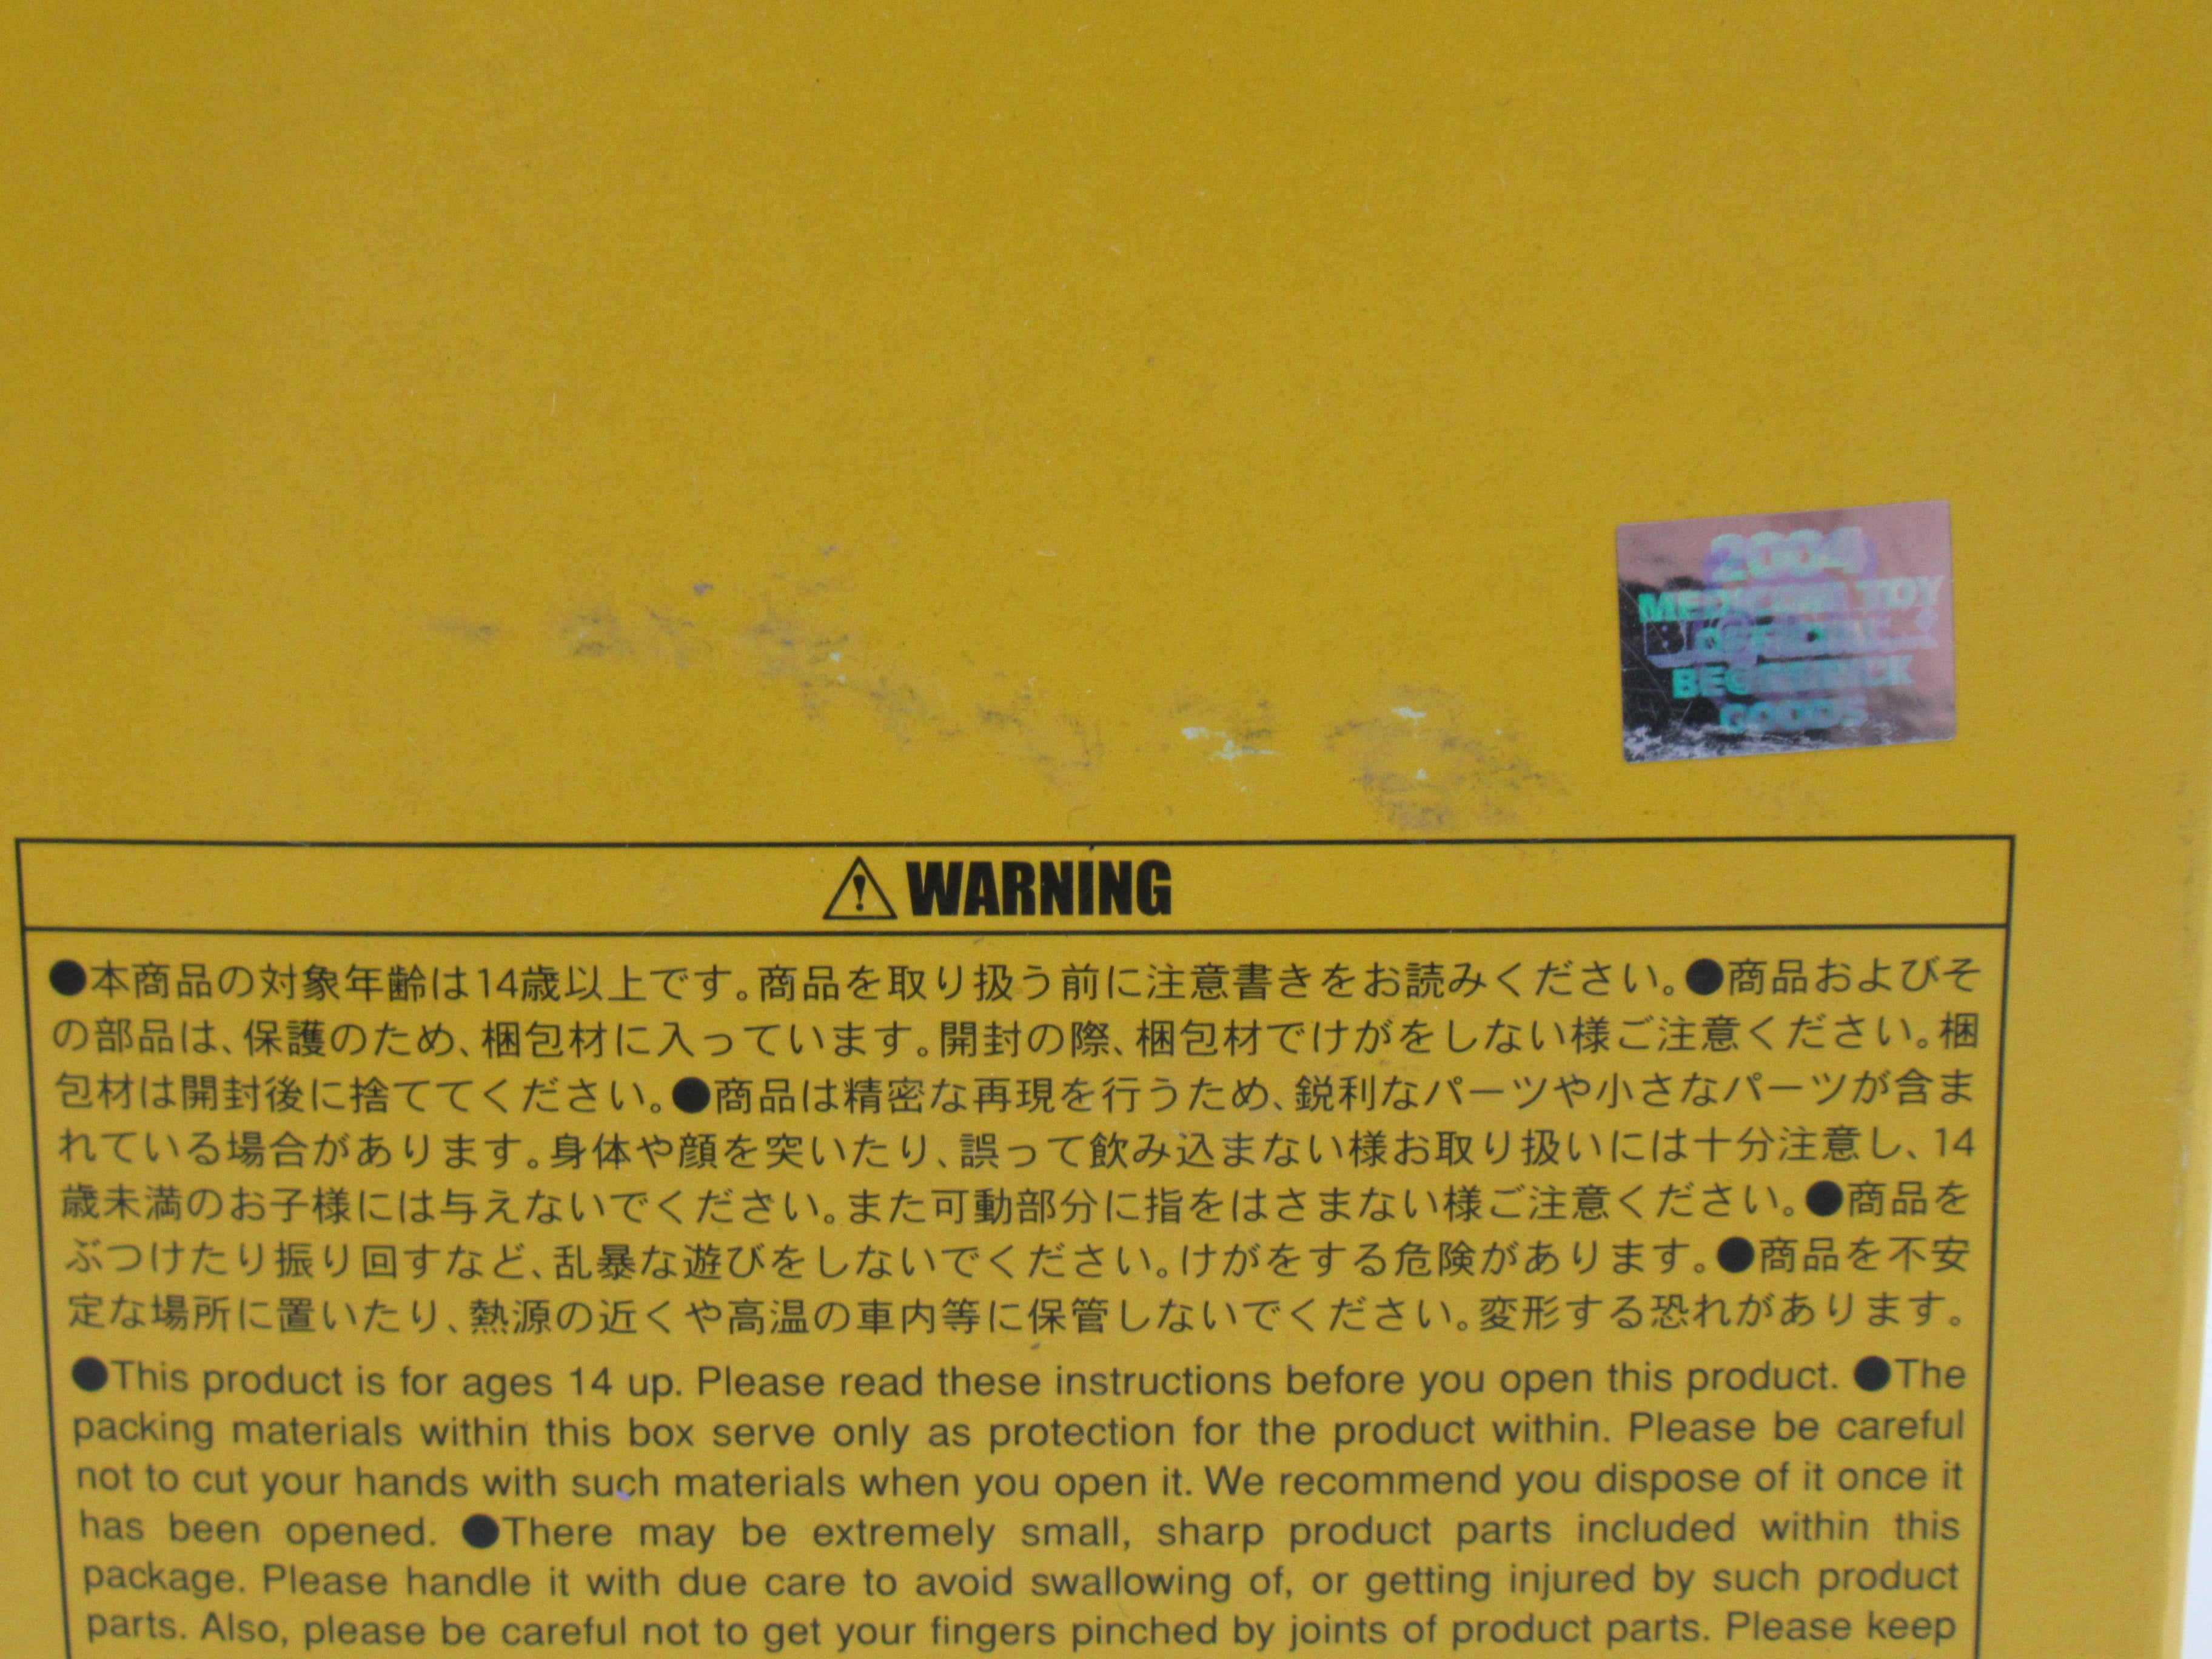 2004
MEDICOM TOY
OFFICIAL
BE@RBRICK
GOODS
WARNING
●本商品の対象年齢は14歳以上です。商品を取り扱う前に注意書きをお読みください。●商品およびそ
の部品は、保護のため、梱包材に入っています。開封の際、梱包材でけがをしない様ご注意ください。梱
包材は開封後に捨ててください。●商品は精密な再現を行うため、鋭利なパーツや小さなパーツが含ま
れている場合があります。身体や顔を突いたり、誤って飲み込まない様お取り扱いには十分注意し、14
歳未満のお子様には与えないでください。また可動部分に指をはさまない様ご注意ください。●商品を
ぶつけたり振り回すなど、乱暴な遊びをしないでください。けがをする危険があります。●商品を不安
定な場所に置いたり、熱源の近くや高温の車内等に保管しないでください。変形する恐れがあります。
●This product is for ages 14 up. Please read these instructions before you open this product. ●The
packing materials within this box serve only as protection for the product within. Please be careful
not to cut your hands with such materials when you open it. We recommend you dispose of it once it
has been opened. ●There may be extremely small, sharp product parts included within this
package. Please handle it with due care to avoid swallowing of, or getting injured by such product
parts. Also, please be careful not to get your fingers pinched by joints of product parts. Please keep